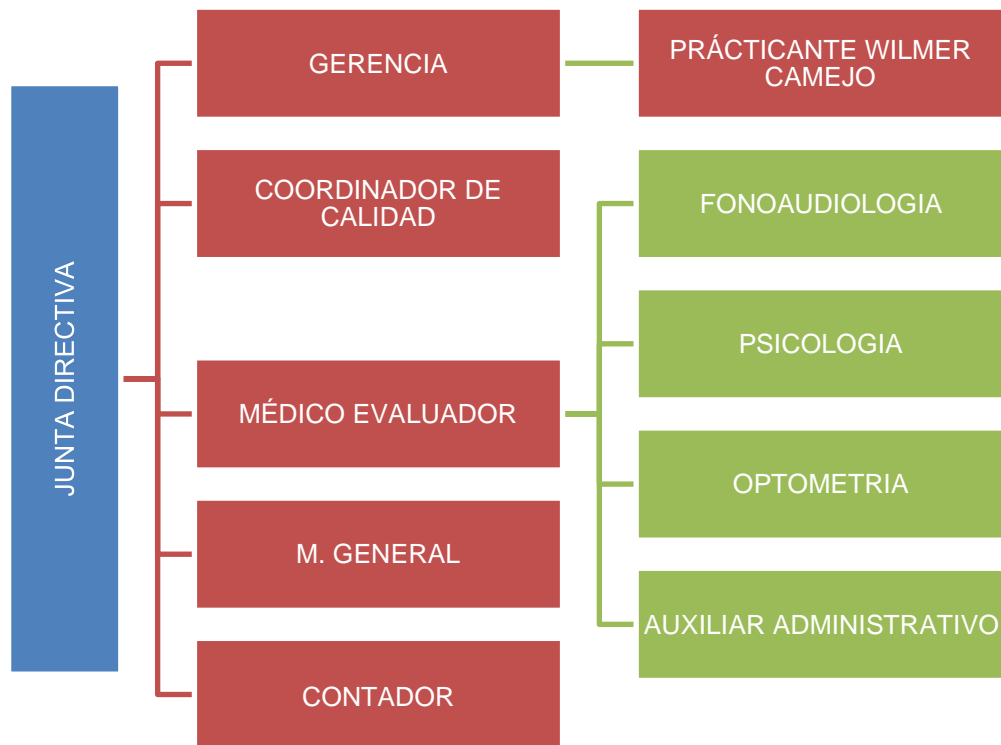 JUNTA DIRECTIVA
GERENCIA
PRÁCTICANTE WILMER
CAMEJO
COORDINADOR DE
CALIDAD
MÉDICO EVALUADOR
FONOAUDIOLOGIA
PSICOLOGIA
OPTOMETRIA
AUXILIAR ADMINISTRATIVO
M. GENERAL
CONTADOR